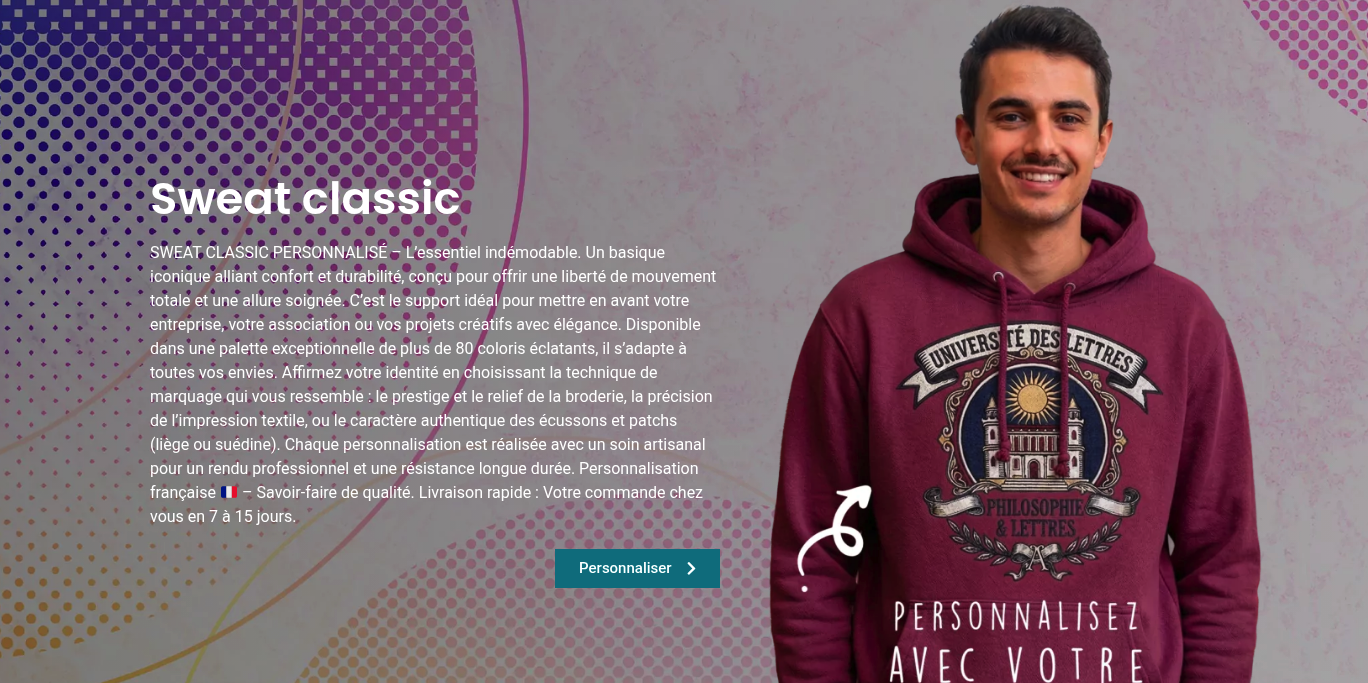 Sweat classic
SWEAT CLASSIC PERSONNALISÉ – L’essentiel indémodable. Un basique
iconique alliant confort et durabilité, conçu pour offrir une liberté de mouvement
totale et une allure soignée. C’est le support idéal pour mettre en avant votre
entreprise, votre association ou vos projets créatifs avec élégance. Disponible
dans une palette exceptionnelle de plus de 80 coloris éclatants, il s’adapte à
toutes vos envies. Affirmez votre identité en choisissant la technique de
marquage qui vous ressemble : le prestige et le relief de la broderie, la précision
de l’impression textile, ou le caractère authentique des écussons et patchs
(liège ou suédine). Chaque personnalisation est réalisée avec un soin artisanal
pour un rendu professionnel et une résistance longue durée. Personnalisation
française 🇫🇷 – Savoir-faire de qualité. Livraison rapide : Votre commande chez
vous en 7 à 15 jours.
Personnaliser
UNIVERSITÉ DES LETTRES
PHILOSOPHIE
& LETTRES
PERSONNALISEZ
AVEC VOTRE